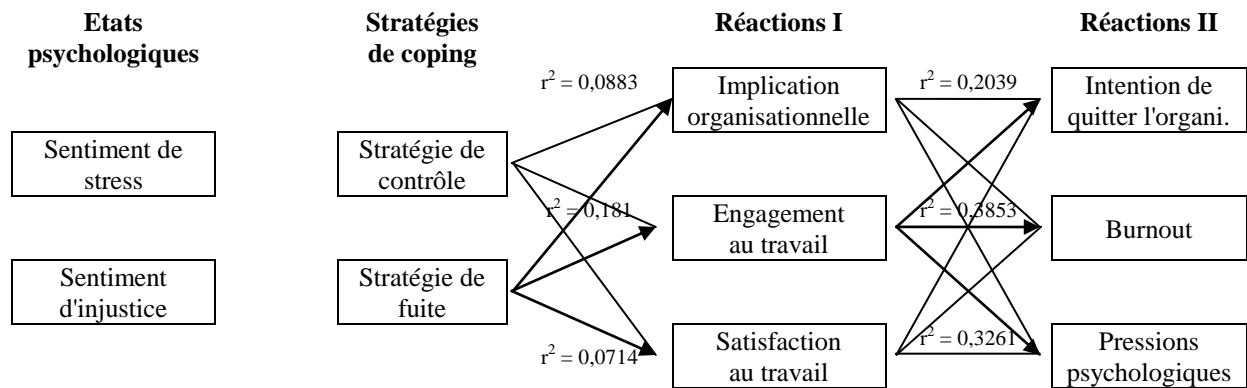 Etats
psychologiques
Stratégies
de coping
Réactions I
Réactions II
r² = 0,0883
r² = 0,2039
Implication
organisationnelle
Intention de
quitter l'organi.
Sentiment de
stress
Stratégie de
contrôle
r² = 0,181
Engagement
au travail
r² = 0,3853
Burnout
Sentiment
d'injustice
Stratégie de
fuite
r² = 0,0714
Satisfaction
au travail
r² = 0,3261
Pressions
psychologiques